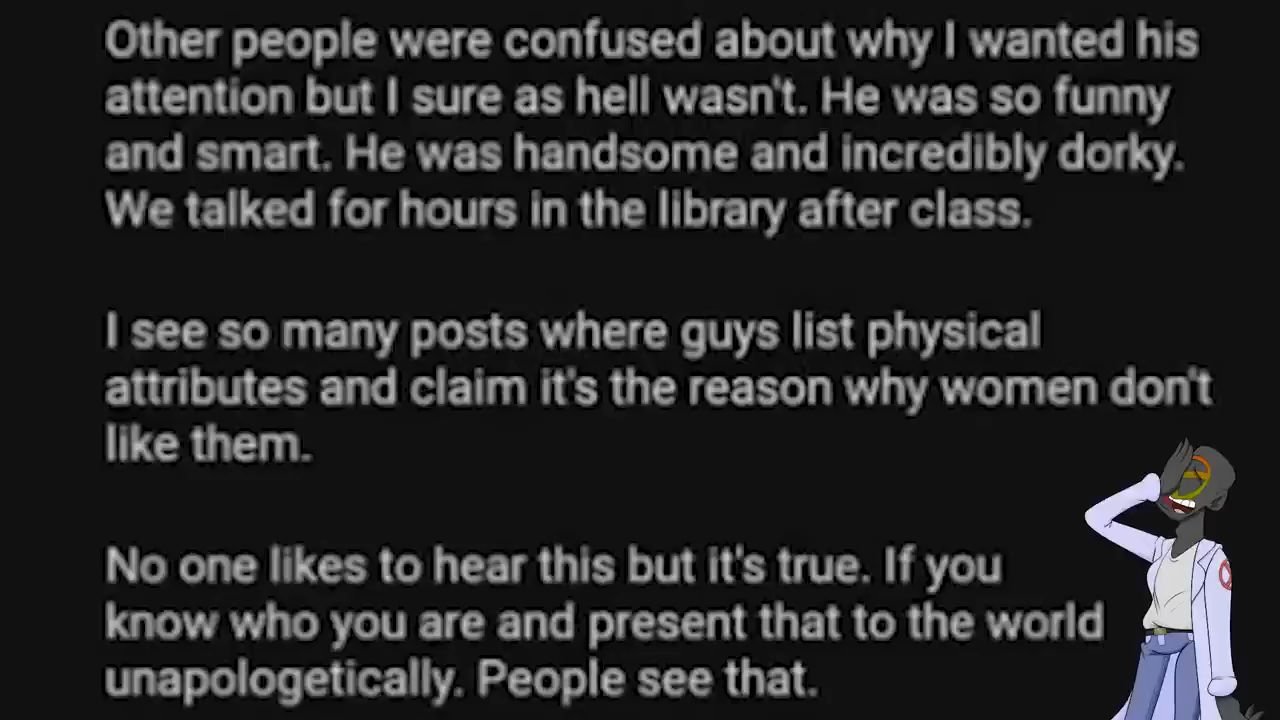 Other people were confused about why I wanted his
attention but I sure as hell wasn't. He was so funny
and smart. He was handsome and incredibly dorky.
We talked for hours in the library after class.
I see so many posts where guys list physical
attributes and claim it's the reason why women don't
like them.
No one likes to hear this but it's true. If you
know who you are and present that to the world
unapologetically. People see that.